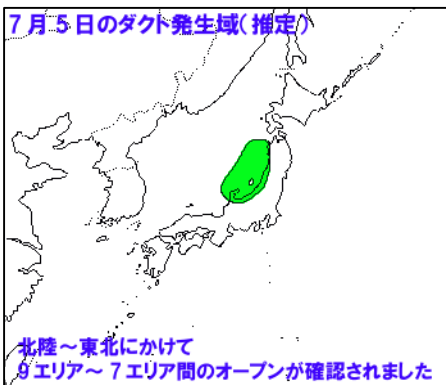 7月5日のダクト発生域(推定)
北陸～東北にかけて
9エリア～7エリア間のオープンが確認されました